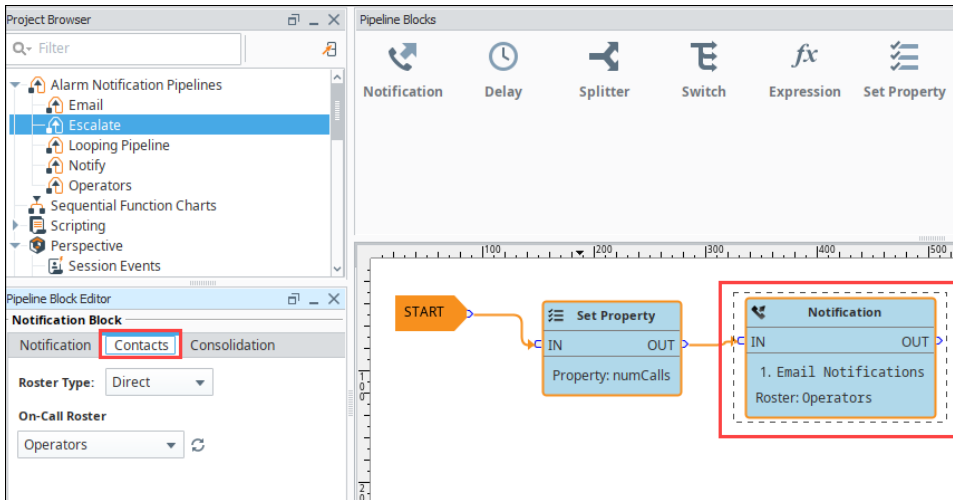 Project Browser
Filter
Alarm Notification Pipelines
Email
Escalate
Looping Pipeline
Notify
Operators
Sequential Function Charts
Scripting
Perspective
Session Events
Pipeline Blocks
Notification Delay Splitter Switch fx Expression Set Property
Pipeline Block Editor
Notification Block
Notification Contacts Consolidation
Roster Type: Direct
On-Call Roster
Operators
100 200 300 400 500
START
Set Property
IN OUT
Property: numCalls
Notification
IN OUT
1. Email Notifications
Roster: Operators